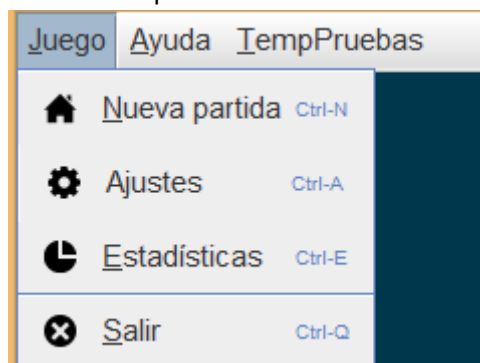 Juego Ayuda TempPruebas
Nueva partida Ctrl-N
Ajustes Ctrl-A
Estadísticas Ctrl-E
Salir Ctrl-Q